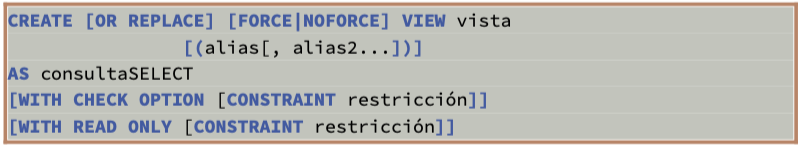 CREATE [OR REPLACE] [FORCE|NOFORCE] VIEW vista
[(alias[, alias2...])]
AS consultaSELECT
[WITH CHECK OPTION [CONSTRAINT restricción]]
[WITH READ ONLY [CONSTRAINT restricción]]